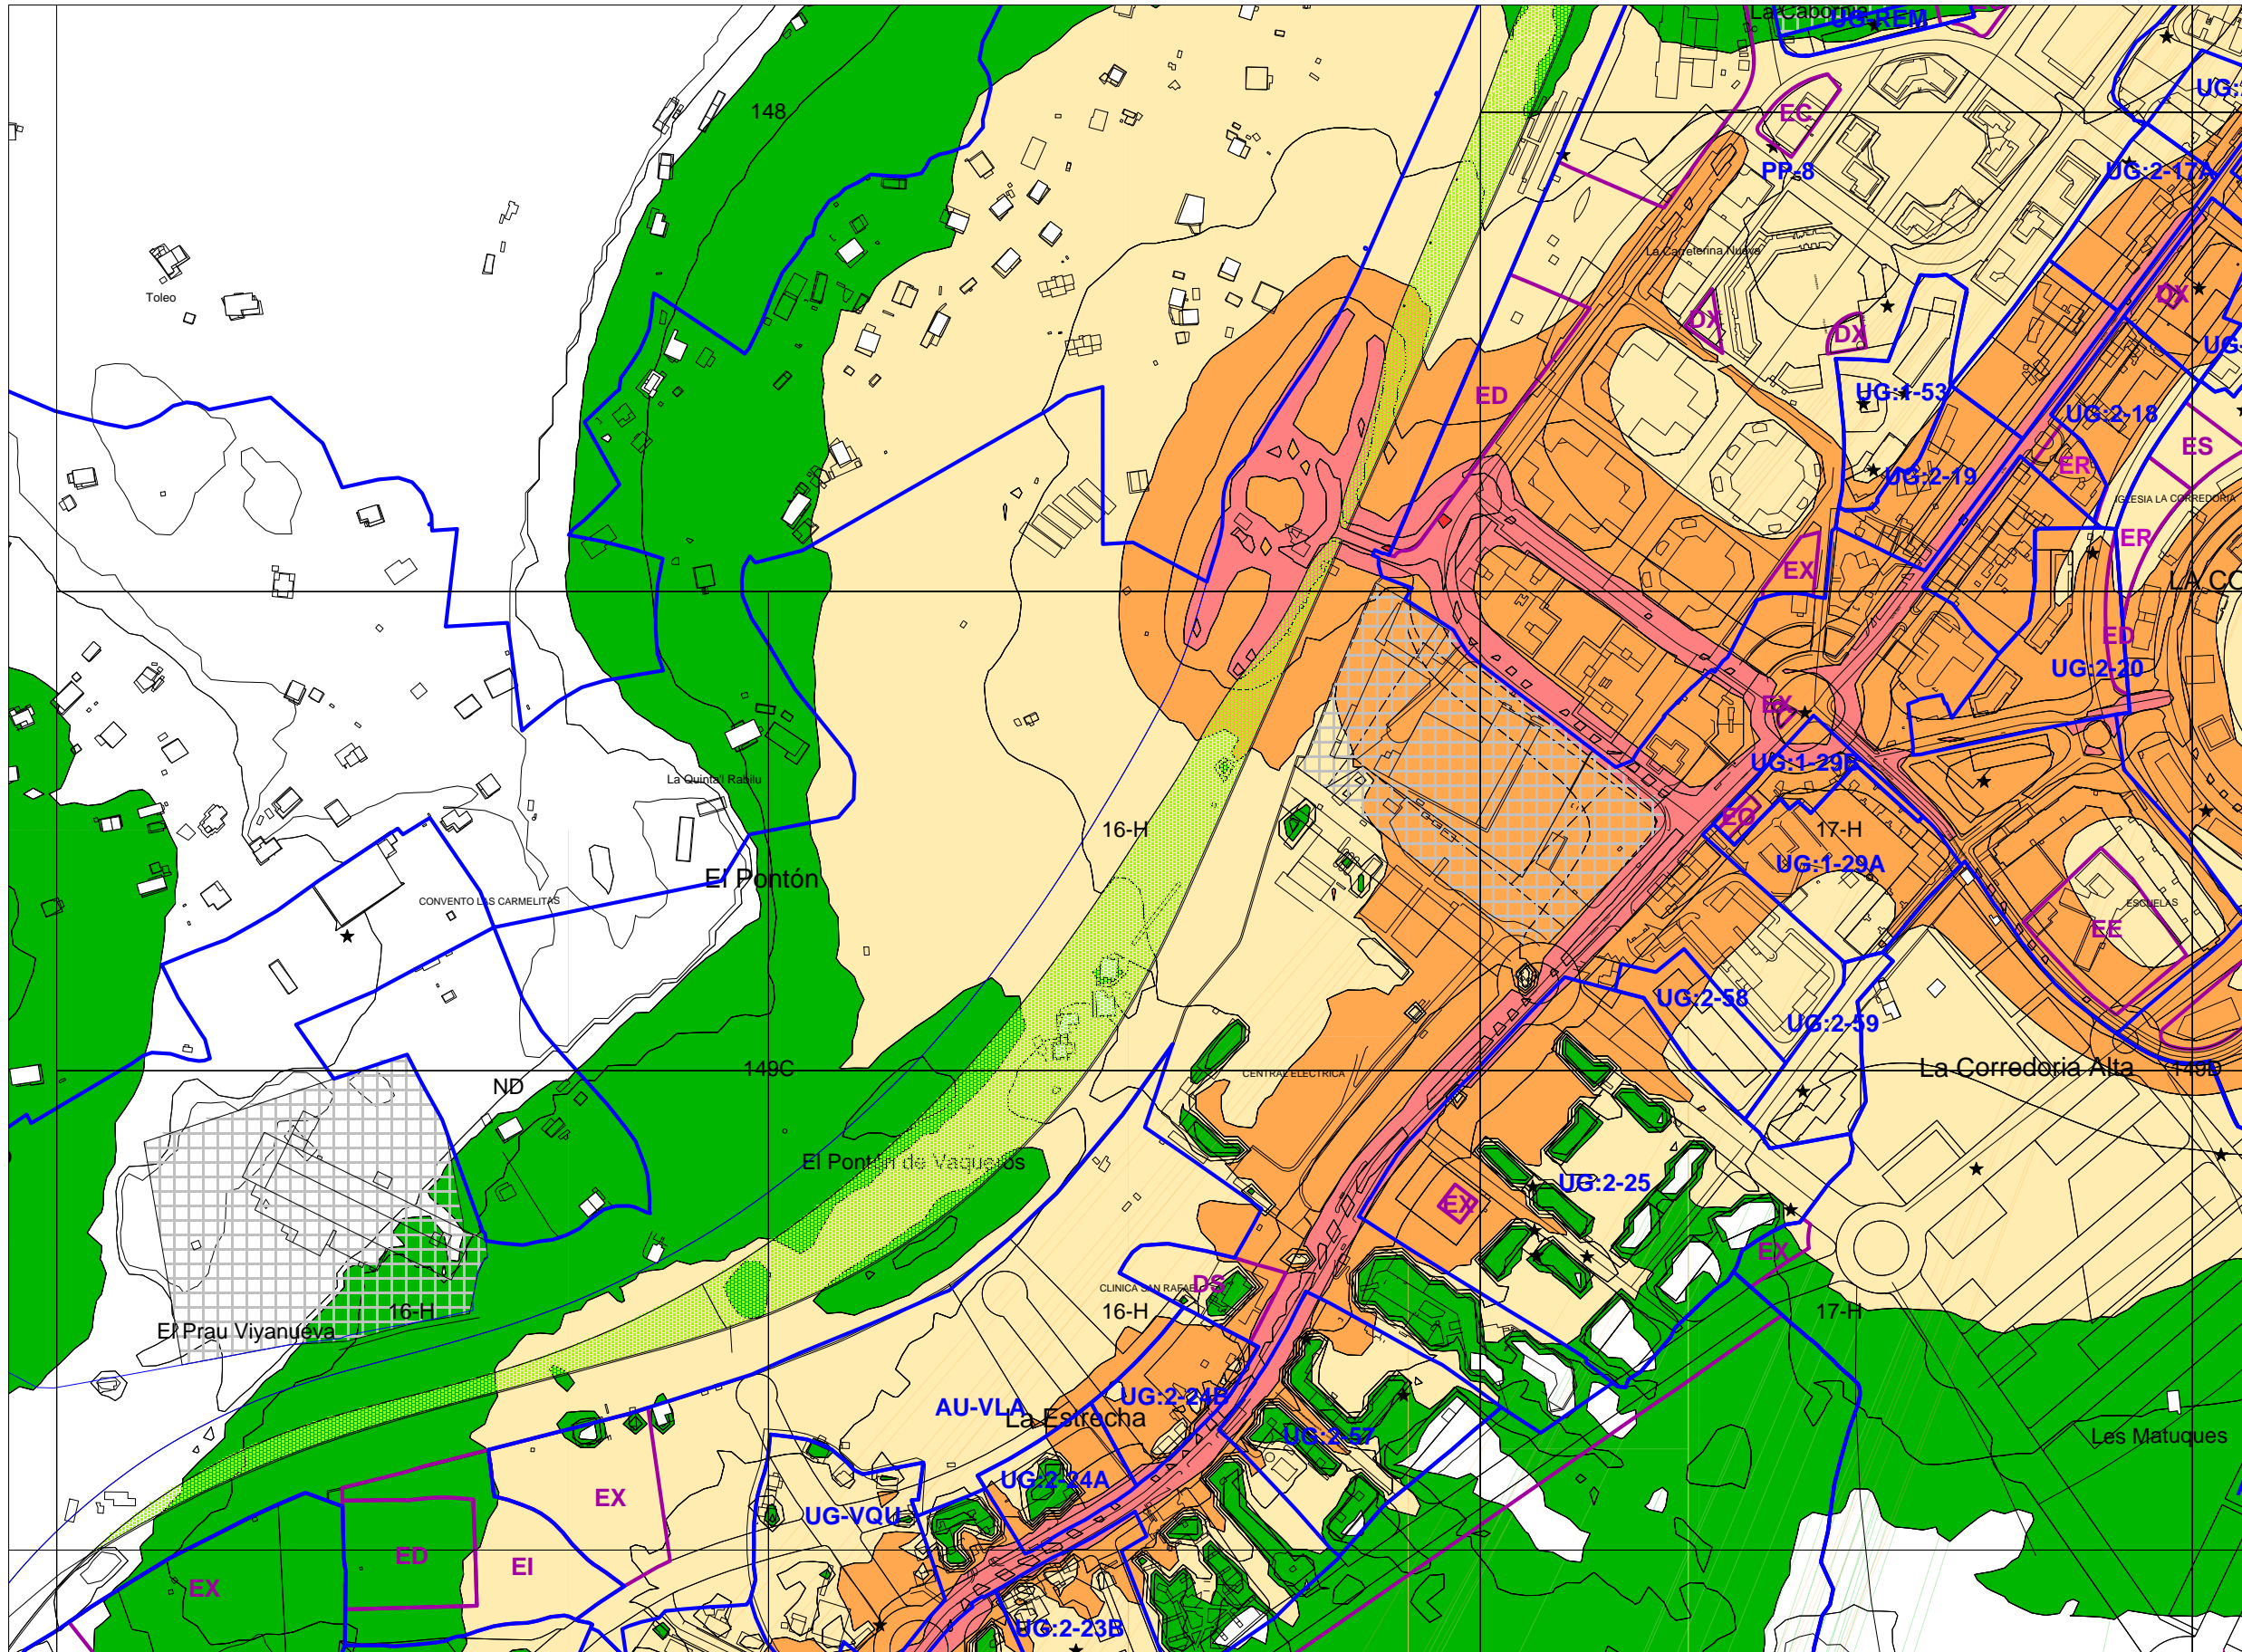 La Caborna
UG-REM
UG:
148
EC
PP-8
UG:2-17A
La Carreterina Nueva
Toleo
DX
DX
DX
UG-
ED
UG:1-53
UG:2-18
ES
ER
UG:2-19
IGLESIA LA CORREDORIA
ER
EX
LA CO
ED
UG:2-20
EX
La Quinta'l Rabilu
UG:1-29B
EO
16-H
17-H
UG:1-29A
El Pontón
CONVENTO LAS CARMELITAS
ESCUELAS
EE
UG:2-58
UG:2-59
149C
CENTRAL ELECTRICA
La Corredoria Alta
149D
ND
El Pontón de Vaqueros
UG:2-25
EX
EX
DS
CLINICA SAN RAFAEL
16-H
16-H
17-H
El Prau Viyanueva
UG:2-24B
AU-VLA
La Estrecha
UG:2-57
Les Matuques
UG:2-24A
EX
UG-VQU
ED
EI
EX
UG:2-23B